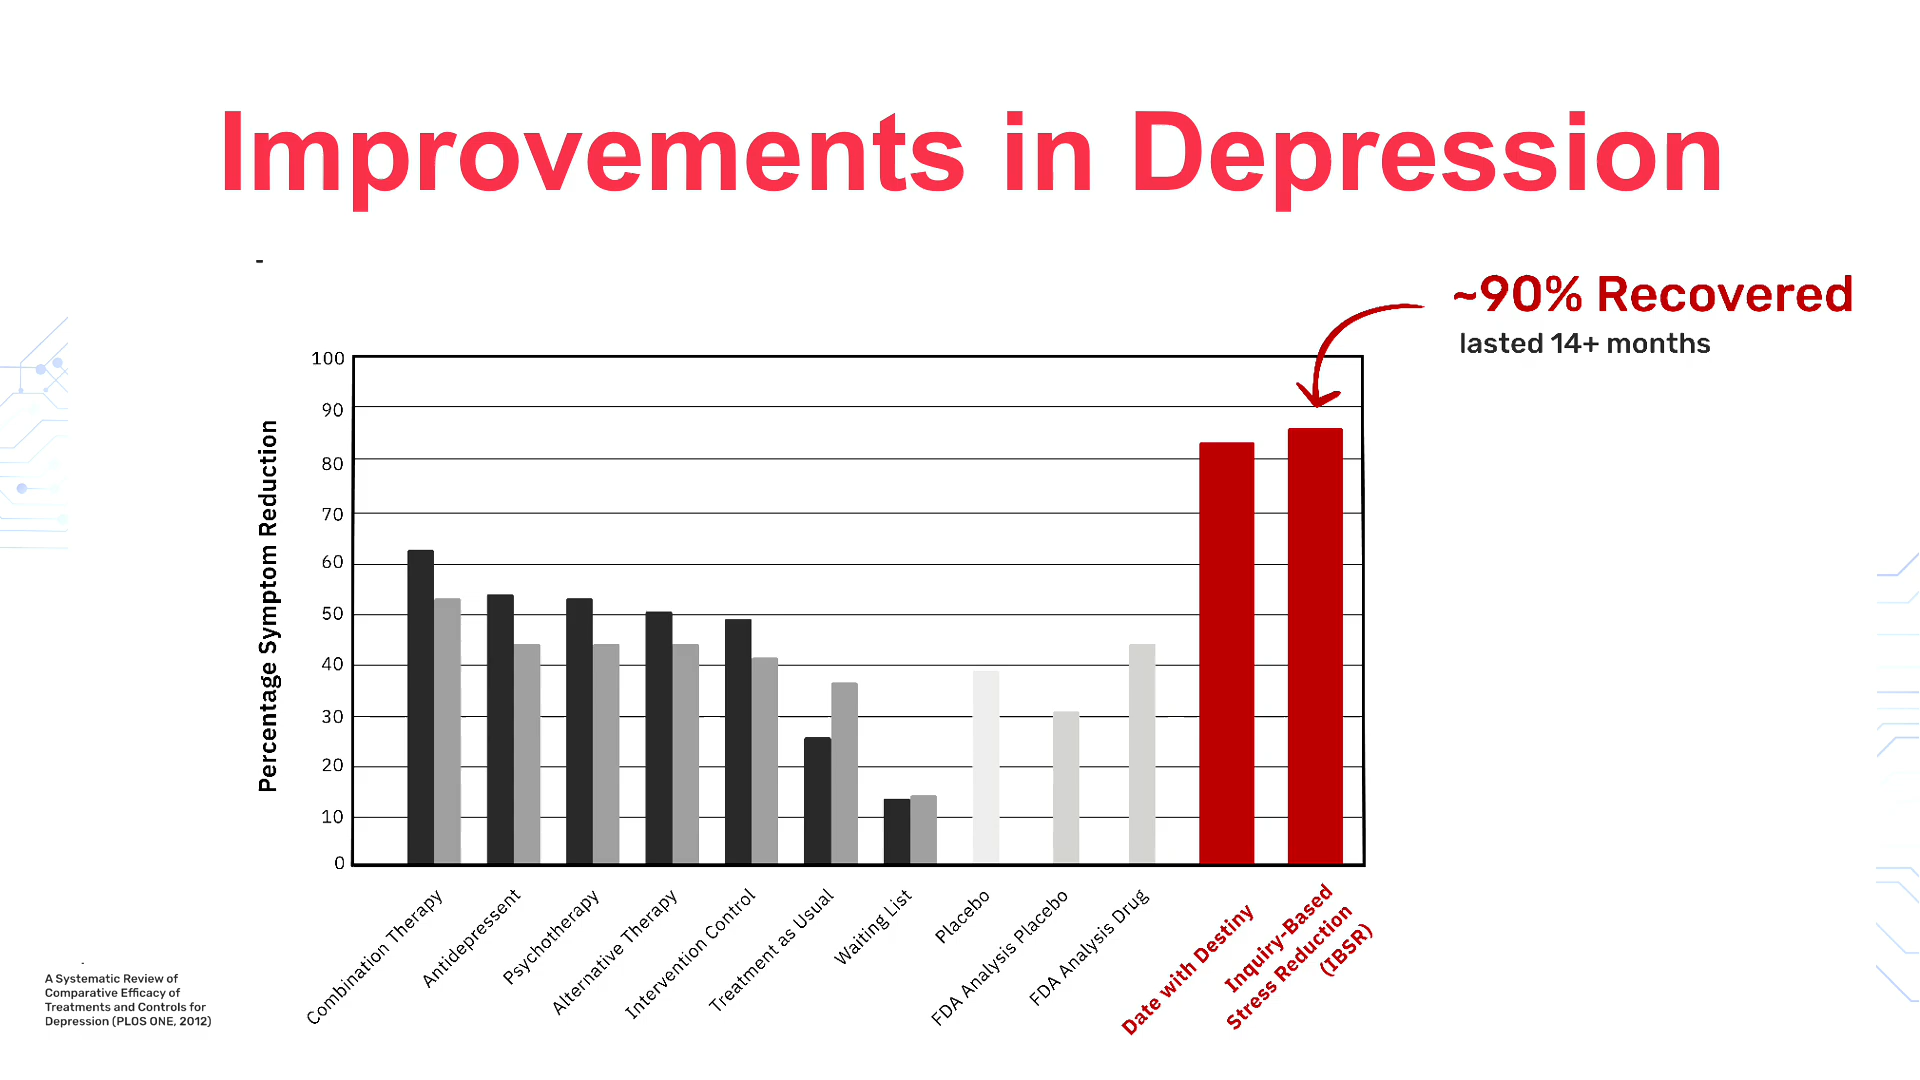 Improvements in Depression
-
~90% Recovered
lasted 14+ months
Percentage Symptom Reduction
100
90
80
70
60
50
40
30
20
10
0
Combination Therapy
Antidepressent
Psychotherapy
Alternative Therapy
Intervention Control
Treatment as Usual
Waiting List
Placebo
FDA Analysis Placebo
FDA Analysis Drug
Date with Destiny
Inquiry-Based
Stress Reduction
(IBSR)
A Systematic Review of
Comparative Efficacy of
Treatments and Controls for
Depression (PLOS ONE, 2012)